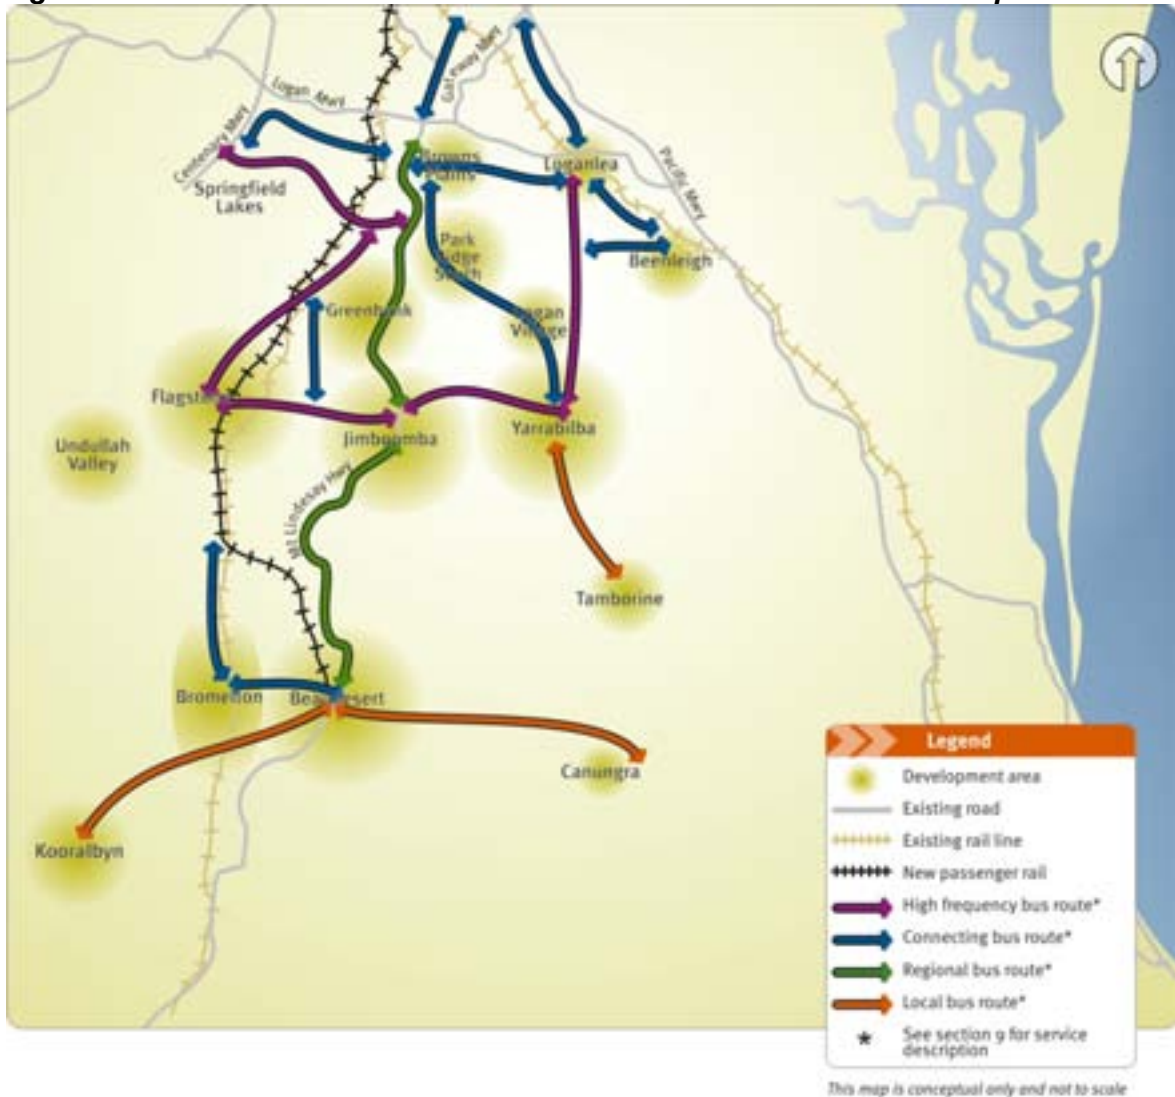 Gateway Mwy
Logan Mwy
Centenary Mwy
Browns
Plains
Loganlea
Pacific Mwy
Springfield
Lakes
Park
Ridge
South
Beenleigh
Greenbank
Logan
Village
Flagstone
Yarrabilba
Jimboomba
Undullah
Valley
Mt Lindesay Hwy
Tamborine
Bromelton
Beaudesert
Canungra
Kooralbyn
Legend
Development area
Existing road
Existing rail line
New passenger rail
High frequency bus route*
Connecting bus route*
Regional bus route*
Local bus route*
* See section 9 for service
description
This map is conceptual only and not to scale